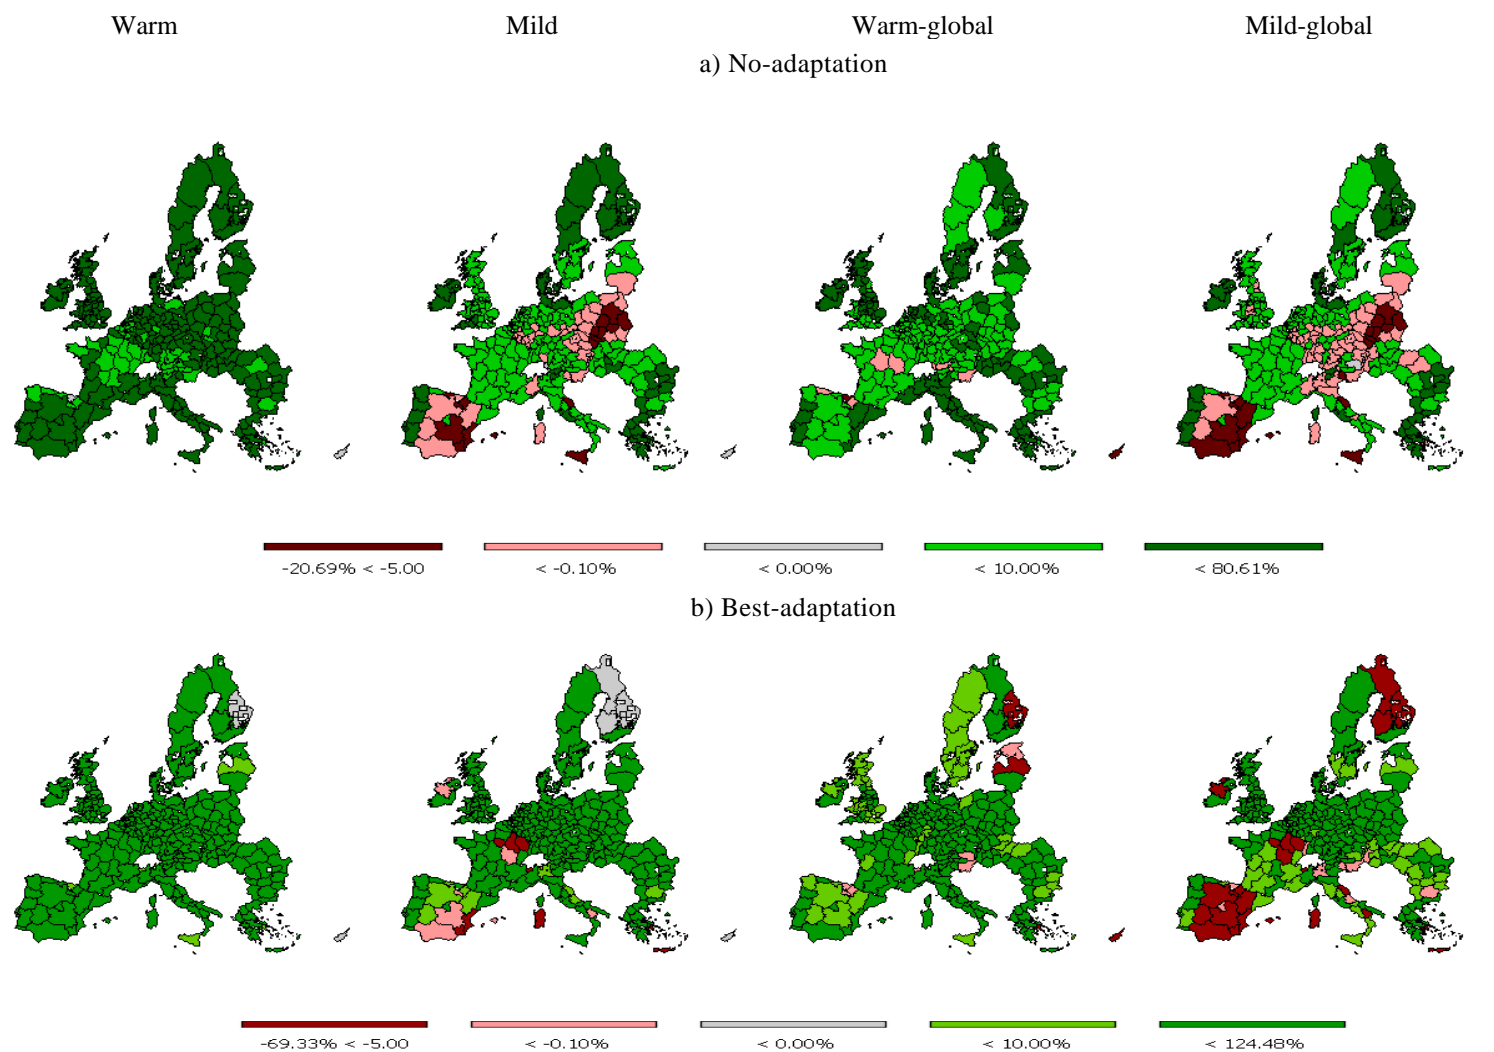 Warm Mild Warm-global Mild-global
a) No-adaptation
-20.69% < -5.00 < -0.10% < 0.00% < 10.00% < 80.61%
b) Best-adaptation
-69.33% < -5.00 < -0.10% < 0.00% < 10.00% < 124.48%